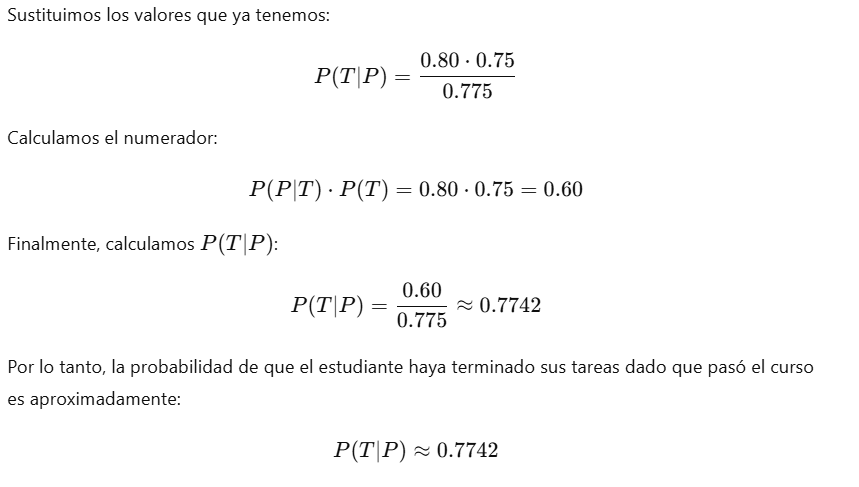 Sustituimos los valores que ya tenemos:
P(T|P) = \frac{0.80 · 0.75}{0.775}
Calculamos el numerador:
P(P|T) · P(T) = 0.80 · 0.75 = 0.60
Finalmente, calculamos P(T|P):
P(T|P) = \frac{0.60}{0.775} ≈ 0.7742
Por lo tanto, la probabilidad de que el estudiante haya terminado sus tareas dado que pasó el curso
es aproximadamente:
P(T|P) ≈ 0.7742